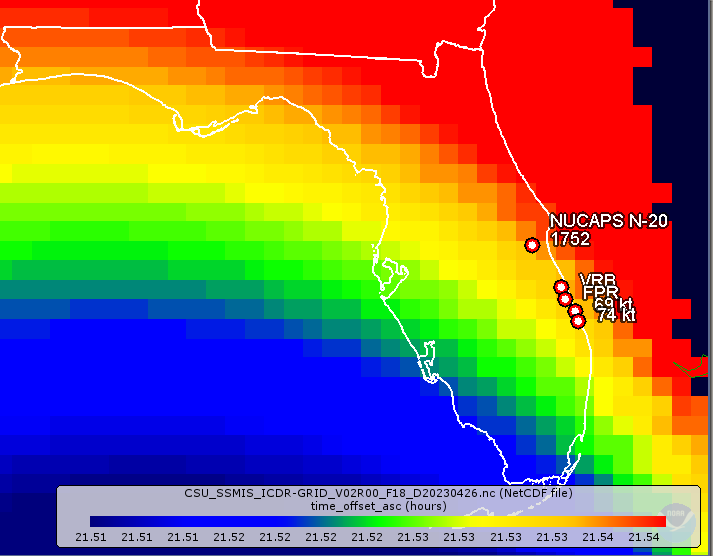 NUCAPS N-20
1752
VRB
FPR
69 kt
74 kt
CSU_SSMIS_ICDR-GRID_V02R00_F18_D20230426.nc (NetCDF file)
time_offset_asc (hours)
21.51 21.51 21.51 21.52 21.52 21.52 21.52 21.53 21.53 21.53 21.54 21.54